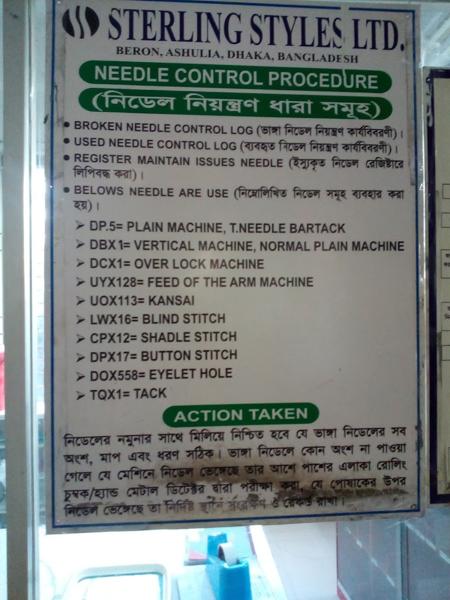 STERLING STYLES LTD.
BERON, ASHULIA, DHAKA, BANGLADESH
NEEDLE CONTROL PROCEDURE
(নিডেল নিয়ন্ত্রণ ধারা সমূহ)
• BROKEN NEEDLE CONTROL LOG (ভাঙ্গা নিডেল নিয়ন্ত্রণ কার্যবিবরণী)।
• USED NEEDLE CONTROL LOG (ব্যবহৃত নিডেল নিয়ন্ত্রণ কার্যবিবরণী)।
• REGISTER MAINTAIN ISSUES NEEDLE (ইস্যুকৃত নিডেল রেজিষ্টারে
লিপিবদ্ধ করা)।
• BELOWS NEEDLE ARE USE (নিম্নোলিখিত নিডেল সমূহ ব্যবহার করা
হয়)।
➢ DP.5= PLAIN MACHINE, T.NEEDLE BARTACK
➢ DBX1= VERTICAL MACHINE, NORMAL PLAIN MACHINE
➢ DCX1= OVER LOCK MACHINE
➢ UYX128= FEED OF THE ARM MACHINE
➢ UOX113= KANSAI
➢ LWX16= BLIND STITCH
➢ CPX12= SHADLE STITCH
➢ DPX17= BUTTON STITCH
➢ DOX558= EYELET HOLE
➢ TQX1= TACK
ACTION TAKEN
নিডেলের নমুনার সাথে মিলিয়ে নিশ্চিত হবে যে ভাঙ্গা নিডেলের সব
অংশ, মাপ এবং ধরণ সঠিক। ভাঙ্গা নিডেলে কোন অংশ না পাওয়া
গেলে যে মেশিনে নিডেল ভেঙ্গেছে তার আশে পাশের এলাকা রোলিং
চুম্বক/হ্যান্ড মেটাল ডিটেক্টর দ্বারা পরীক্ষা করা, যে পোষাকের উপর
নিডেল ভেঙ্গেছে তা নির্দিষ্ট স্থানে সংরক্ষণ ও রেকর্ড রাখা।